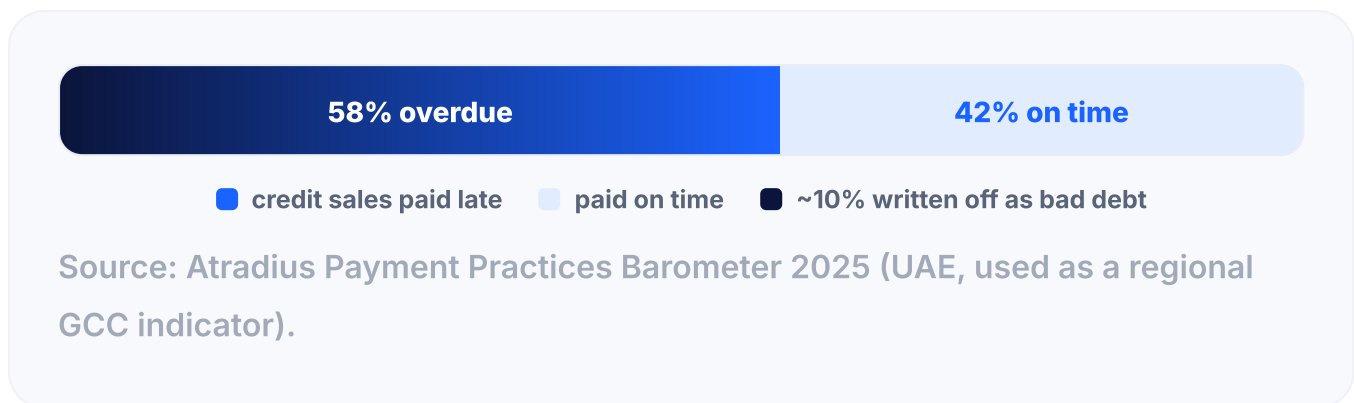 58% overdue
42% on time
credit sales paid late
paid on time
~10% written off as bad debt
Source: Atradius Payment Practices Barometer 2025 (UAE, used as a regional
GCC indicator).